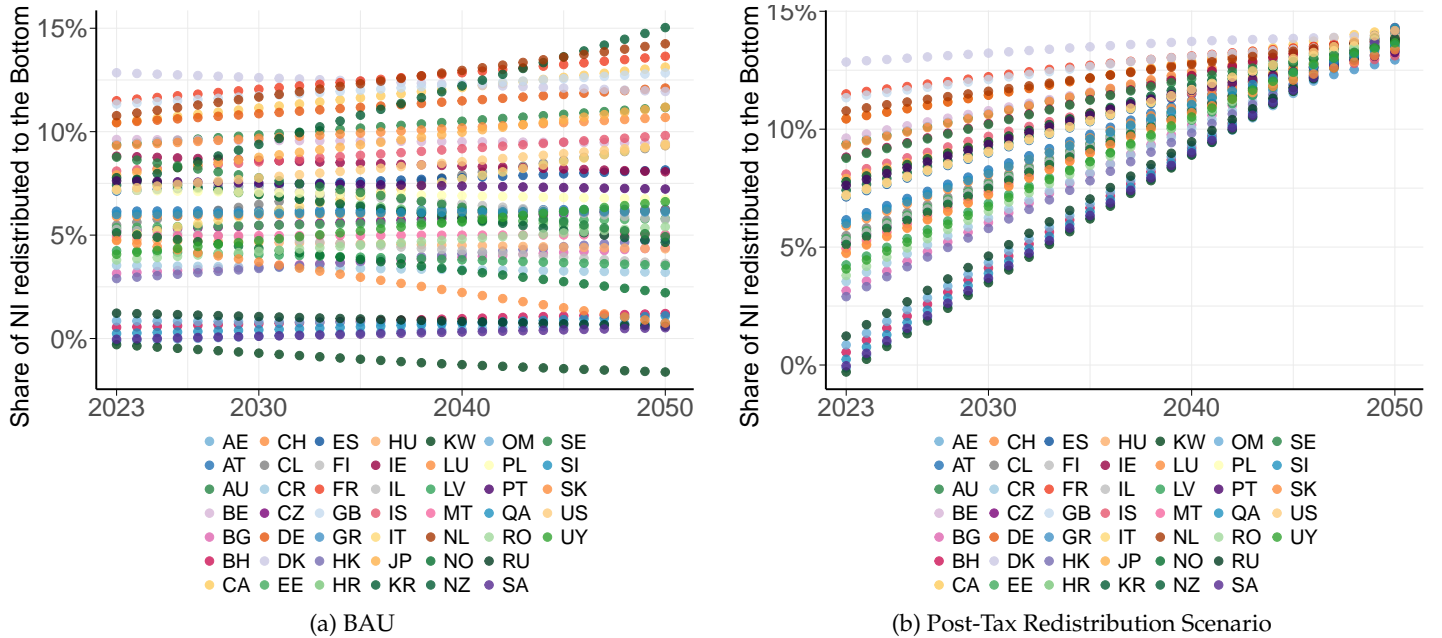 Share of NI redistributed to the Bottom
15%
10%
5%
0%
2023 2030 2040 2050
AE CH ES HU KW OM SE
AT CL FI IE LU PL SI
AU CR FR IL LV PT SK
BE CZ GB IS MT QA US
BG DE GR IT NL RO UY
BH DK HK JP NO RU
CA EE HR KR NZ SA
(a) BAU
Share of NI redistributed to the Bottom
15%
10%
5%
0%
2023 2030 2040 2050
AE CH ES HU KW OM SE
AT CL FI IE LU PL SI
AU CR FR IL LV PT SK
BE CZ GB IS MT QA US
BG DE GR IT NL RO UY
BH DK HK JP NO RU
CA EE HR KR NZ SA
(b) Post-Tax Redistribution Scenario